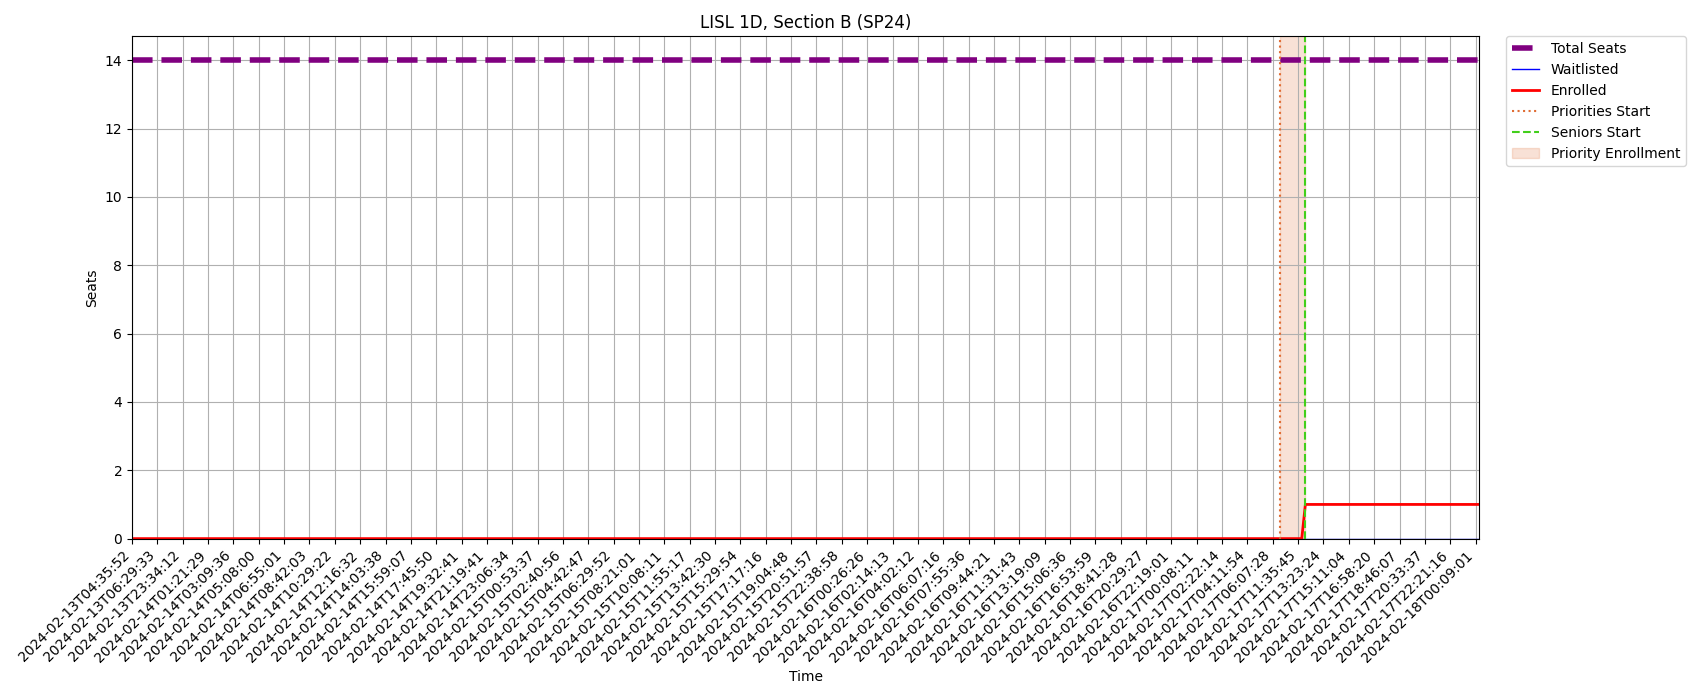 LISL 1D, Section B (SP24)
Total Seats
Waitlisted
Enrolled
Priorities Start
Seniors Start
Priority Enrollment
Seats
14
12
10
8
6
4
2
0
2024-02-13T04:35:52
2024-02-13T06:29:33
2024-02-13T23:34:12
2024-02-14T01:21:29
2024-02-14T03:09:36
2024-02-14T05:08:00
2024-02-14T06:55:01
2024-02-14T08:42:03
2024-02-14T10:29:22
2024-02-14T12:16:32
2024-02-14T14:03:38
2024-02-14T15:59:07
2024-02-14T17:45:50
2024-02-14T19:32:41
2024-02-14T21:19:41
2024-02-14T23:06:34
2024-02-15T00:53:37
2024-02-15T02:40:56
2024-02-15T04:42:47
2024-02-15T06:29:52
2024-02-15T08:21:01
2024-02-15T10:08:11
2024-02-15T11:55:17
2024-02-15T13:42:30
2024-02-15T15:29:54
2024-02-15T17:17:16
2024-02-15T19:04:48
2024-02-15T20:51:57
2024-02-15T22:38:58
2024-02-16T00:26:26
2024-02-16T02:14:13
2024-02-16T04:02:12
2024-02-16T06:07:16
2024-02-16T07:55:36
2024-02-16T09:44:21
2024-02-16T11:31:43
2024-02-16T13:19:09
2024-02-16T15:06:36
2024-02-16T16:53:59
2024-02-16T18:41:28
2024-02-16T20:29:27
2024-02-16T22:19:01
2024-02-17T00:08:11
2024-02-17T02:22:14
2024-02-17T04:11:54
2024-02-17T06:07:28
2024-02-17T11:35:45
2024-02-17T13:23:24
2024-02-17T15:11:04
2024-02-17T16:58:20
2024-02-17T18:46:07
2024-02-17T20:33:37
2024-02-17T22:21:16
2024-02-18T00:09:01
Time